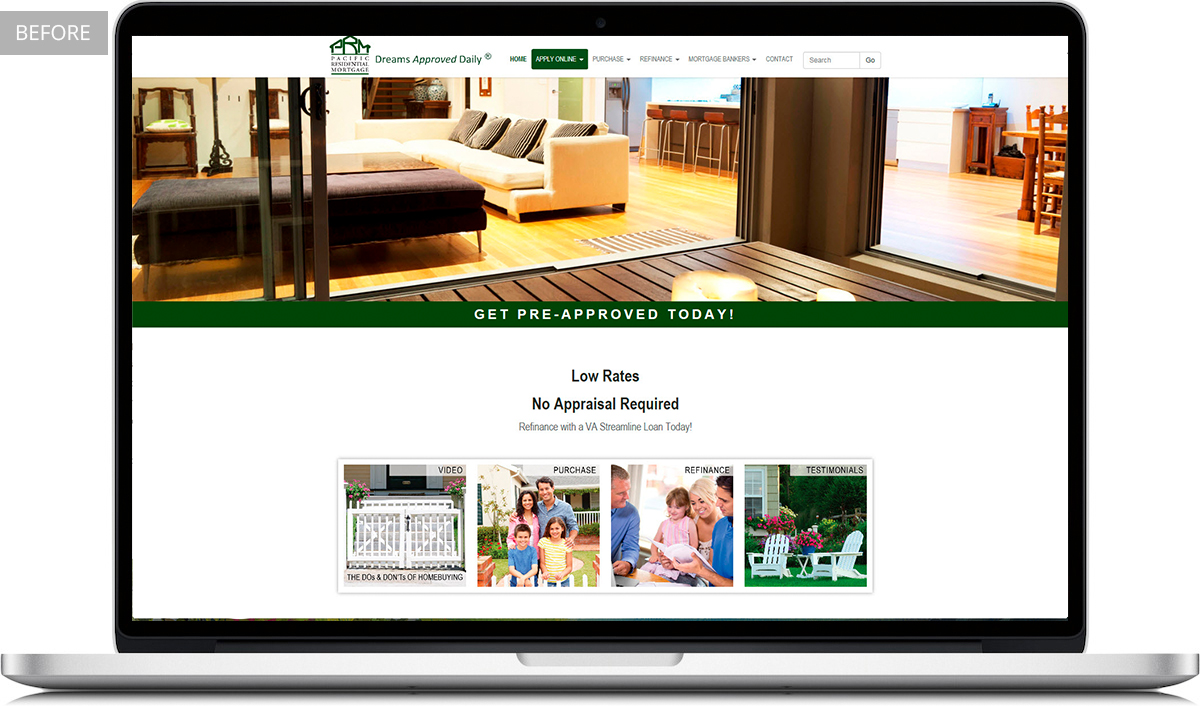 BEFORE
PRM
PACIFIC
RESIDENTIAL
MORTGAGE
Dreams Approved Daily ®
HOME APPLY ONLINE PURCHASE REFINANCE MORTGAGE BANKERS CONTACT Search Go
GET PRE-APPROVED TODAY!
Low Rates
No Appraisal Required
Refinance with a VA Streamline Loan Today!
VIDEO PURCHASE REFINANCE TESTIMONIALS
THE DOs & DON'Ts OF HOMEBUYING